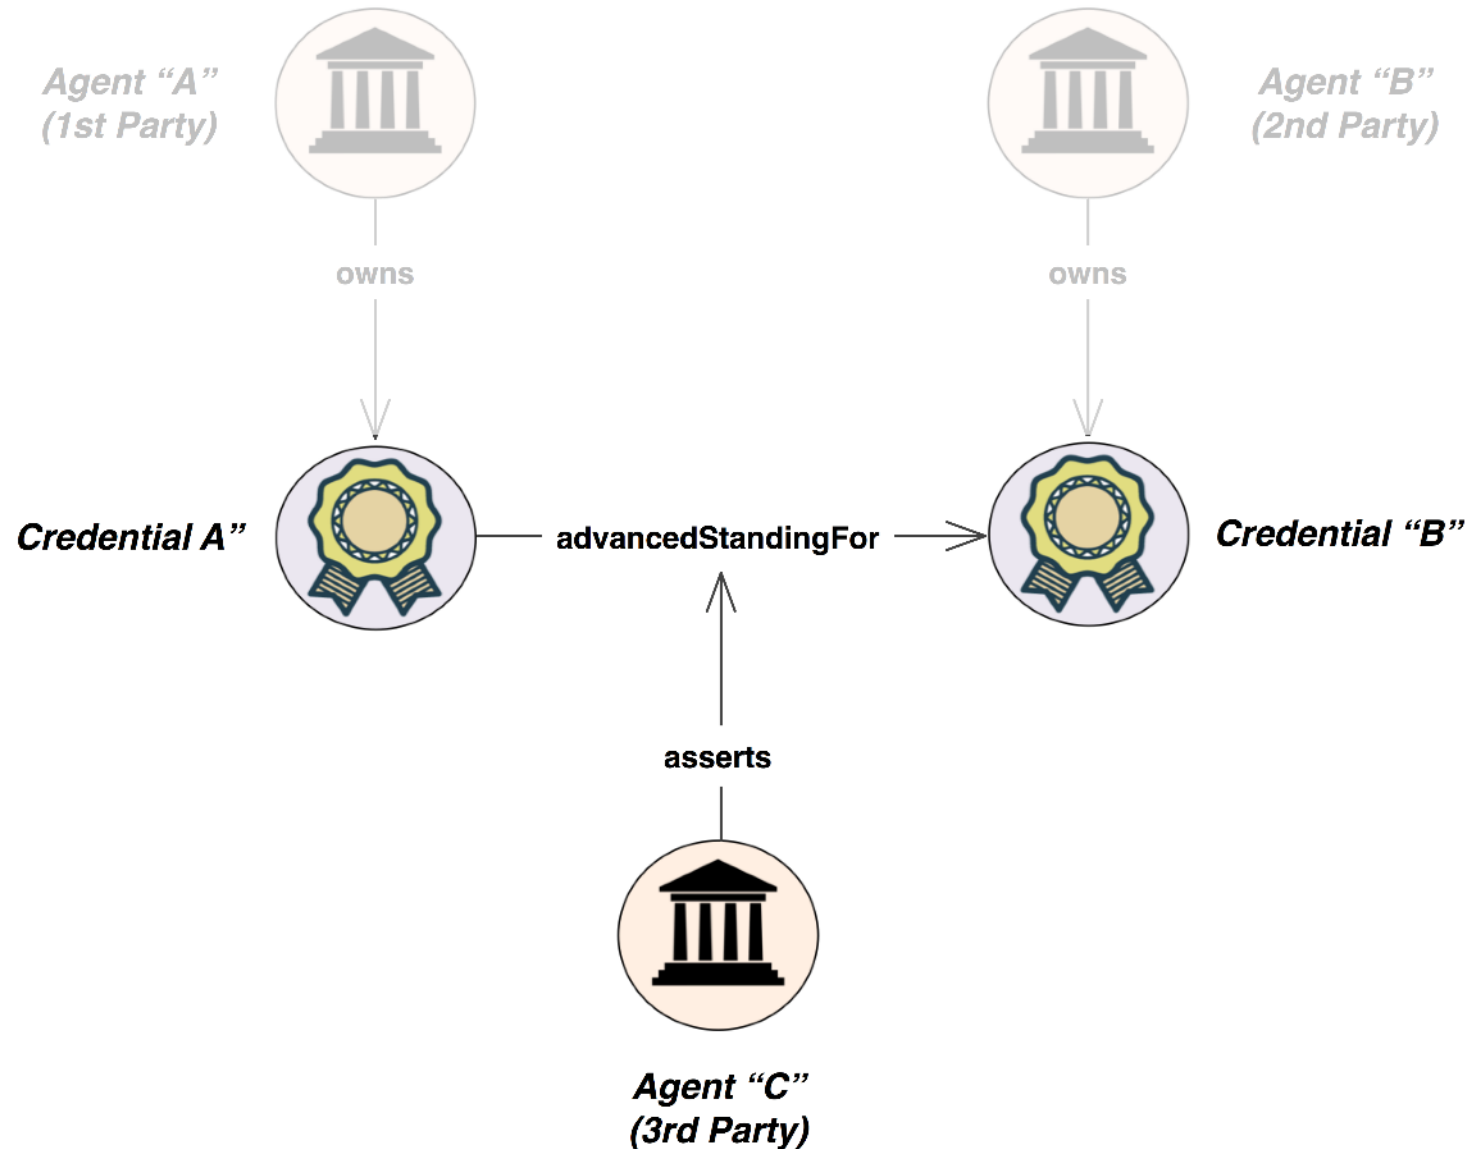 Agent “A”
(1st Party)
Agent “B”
(2nd Party)
owns
owns
Credential A”
advancedStandingFor
Credential “B”
asserts
Agent “C”
(3rd Party)